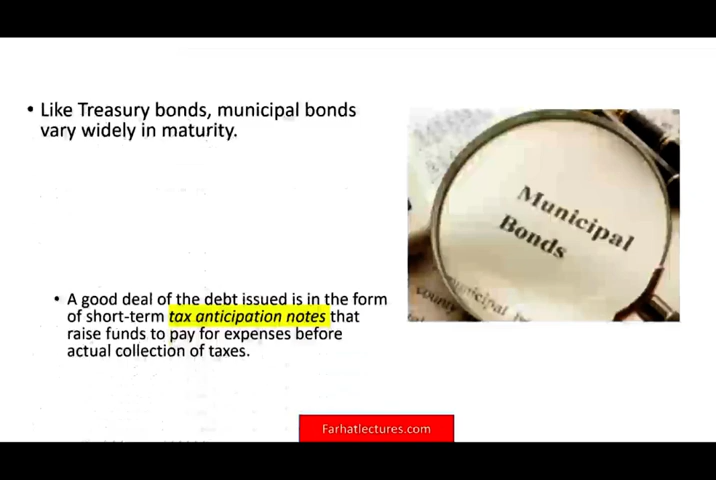 • Like Treasury bonds, municipal bonds
vary widely in maturity.
Municipal
Bonds
county
municipal
• A good deal of the debt issued is in the form
of short-term tax anticipation notes that
raise funds to pay for expenses before
actual collection of taxes.
Farhatlectures.com